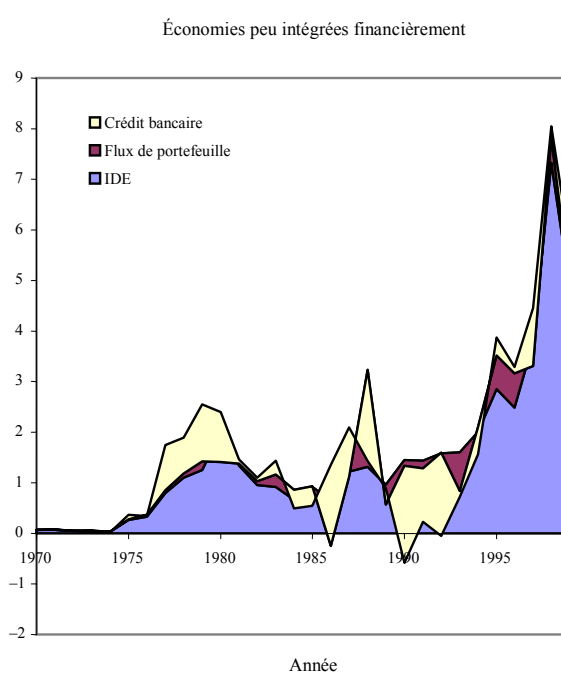 Économies peu intégrées financièrement
9
8
7
6
5
4
3
2
1
0
−1
−2
Crédit bancaire
Flux de portefeuille
IDE
1970 1975 1980 1985 1990 1995
Année